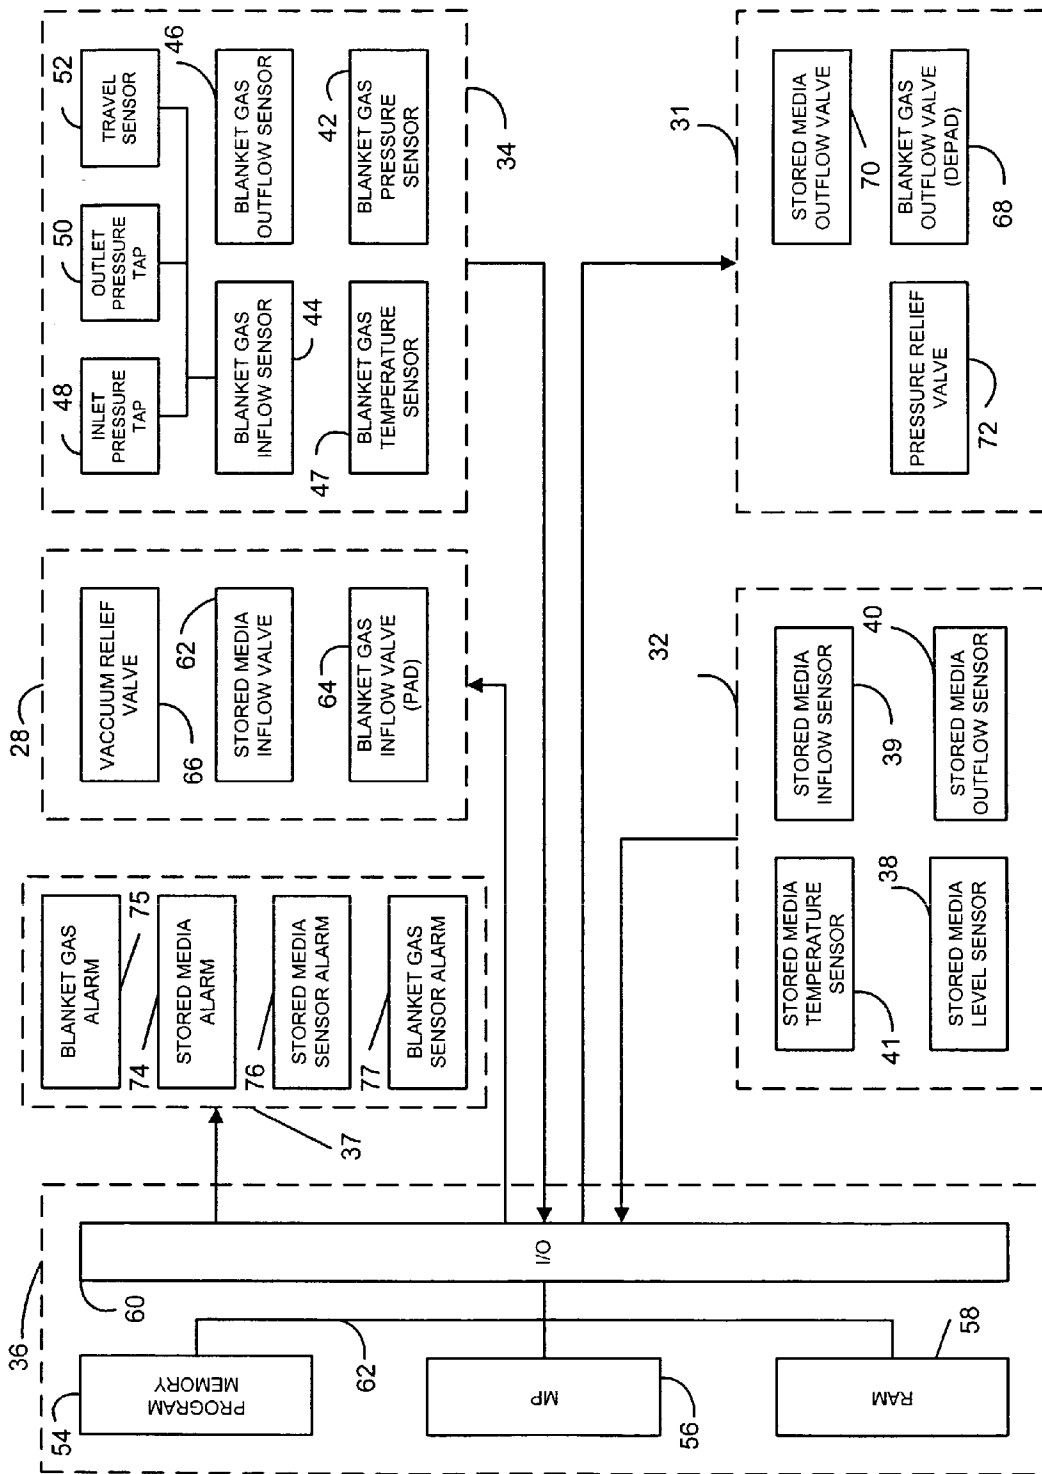 36
54
PROGRAM
MEMORY
62
MP
56
RAM
58
60
I/O
37
BLANKET GAS
ALARM
75
STORED MEDIA
ALARM
74
STORED MEDIA
SENSOR ALARM
76
BLANKET GAS
SENSOR ALARM
77
28
VACCUUM RELIEF
VALVE
66
STORED MEDIA
INFLOW VALVE
62
BLANKET GAS
INFLOW VALVE
(PAD)
64
34
INLET
PRESSURE
TAP
48
OUTLET
PRESSURE
TAP
50
TRAVEL
SENSOR
52
BLANKET GAS
INFLOW SENSOR
44
BLANKET GAS
OUTFLOW SENSOR
46
BLANKET GAS
TEMPERATURE
SENSOR
47
BLANKET GAS
PRESSURE
SENSOR
42
32
STORED MEDIA
TEMPERATURE
SENSOR
41
STORED MEDIA
INFLOW SENSOR
39
STORED MEDIA
LEVEL SENSOR
38
STORED MEDIA
OUTFLOW SENSOR
40
31
STORED MEDIA
OUTFLOW VALVE
70
PRESSURE RELIEF
VALVE
72
BLANKET GAS
OUTFLOW VALVE
(DEPAD)
68